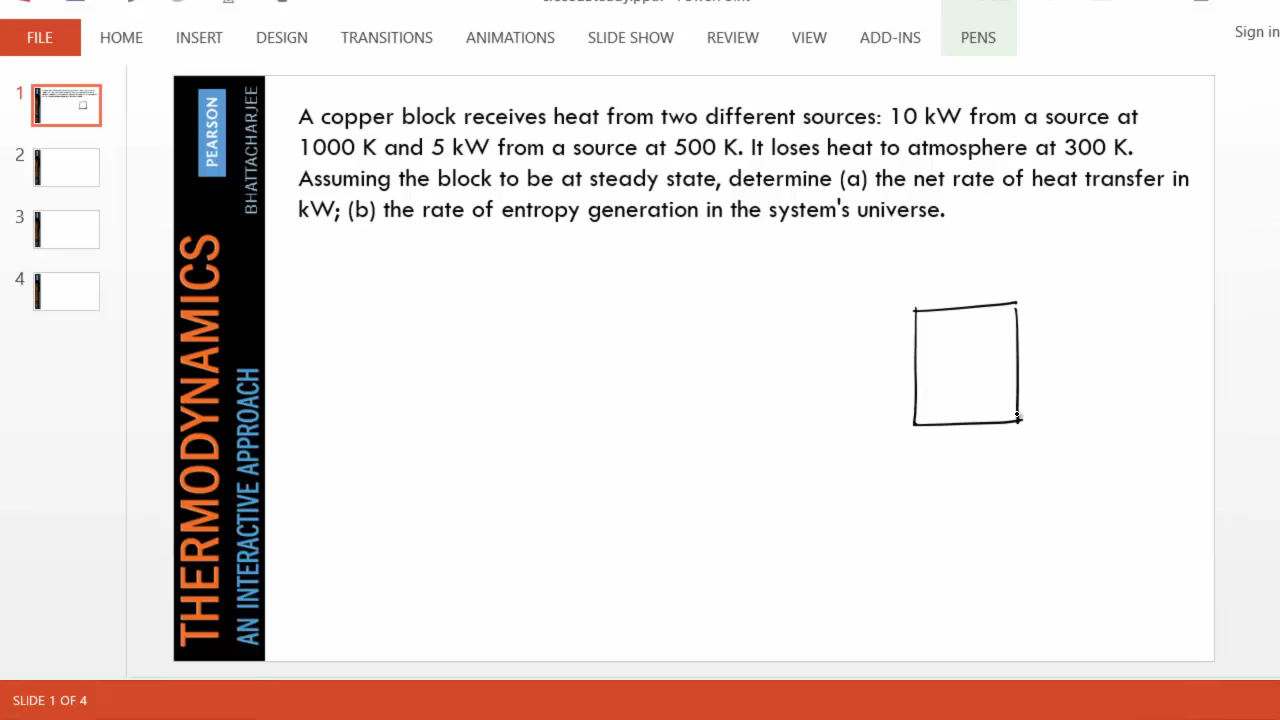 FILE
HOME
INSERT
DESIGN
TRANSITIONS
ANIMATIONS
SLIDE SHOW
REVIEW
VIEW
ADD-INS
PENS
Sign in
1
2
3
4
PEARSON
BHATTACHARJEE
THERMODYNAMICS
AN INTERACTIVE APPROACH
A copper block receives heat from two different sources: 10 kW from a source at
1000 K and 5 kW from a source at 500 K. It loses heat to atmosphere at 300 K.
Assuming the block to be at steady state, determine (a) the net rate of heat transfer in
kW; (b) the rate of entropy generation in the system's universe.
SLIDE 1 OF 4